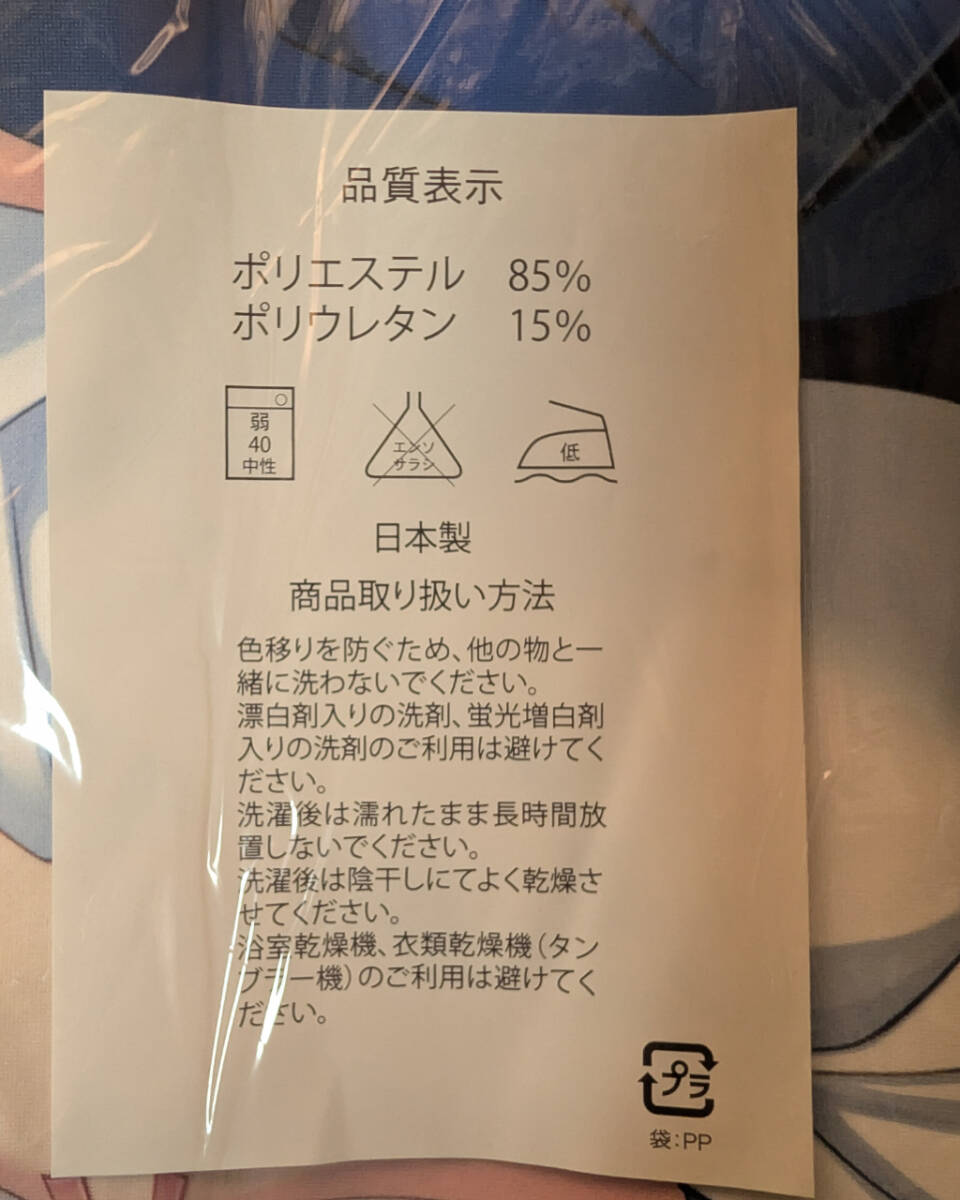 品質表示
ポリエステル 85%
ポリウレタン 15%
弱
40
中性
エンソ
サラシ
低
日本製
商品取り扱い方法
色移りを防ぐため、他の物と一
緒に洗わないでください。
漂白剤入りの洗剤、蛍光増白剤
入りの洗剤のご利用は避けてく
ださい。
洗濯後は濡れたまま長時間放
置しないでください。
洗濯後は陰干しにてよく乾燥さ
せてください。
浴室乾燥機、衣類乾燥機(タン
ブラー機)のご利用は避けてく
ださい。
プラ
袋:PP